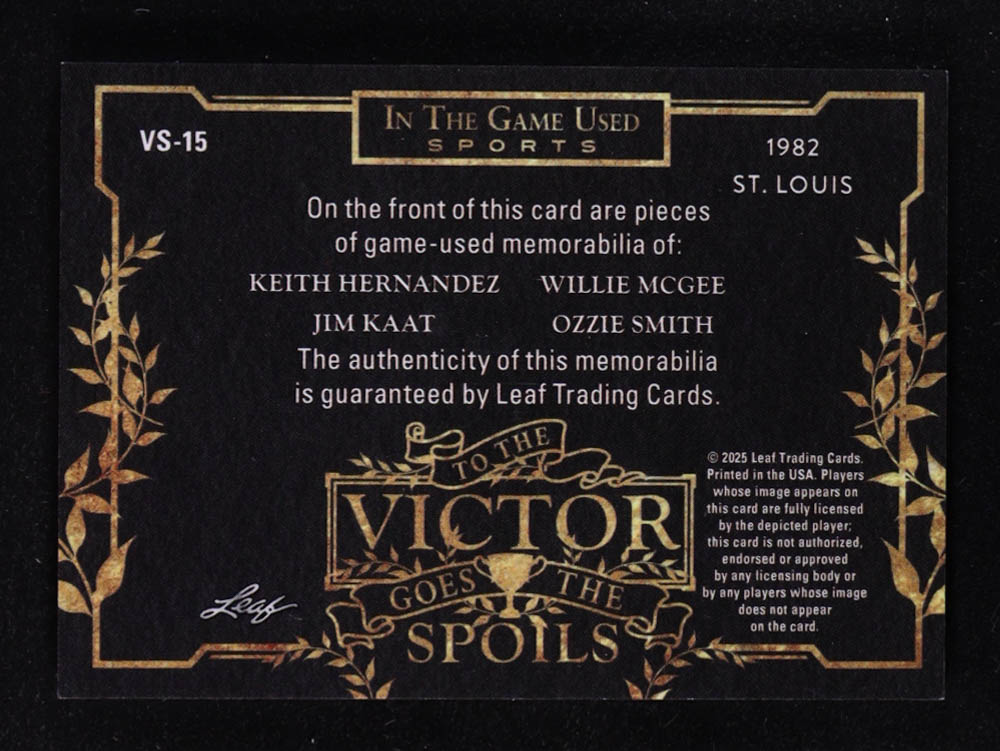 IN THE GAME USED
SPORTS
VS-15
1982
ST. LOUIS
On the front of this card are pieces
of game-used memorabilia of:
KEITH HERNANDEZ WILLIE MCGEE
JIM KAAT OZZIE SMITH
The authenticity of this memorabilia
is guaranteed by Leaf Trading Cards.
TO THE
VICTOR
GOES THE
SPOILS
Leaf
© 2025 Leaf Trading Cards.
Printed in the USA. Players
whose image appears on
this card are fully licensed
by the depicted player;
this card is not authorized,
endorsed or approved
by any licensing body or
by any players whose image
does not appear
on the card.